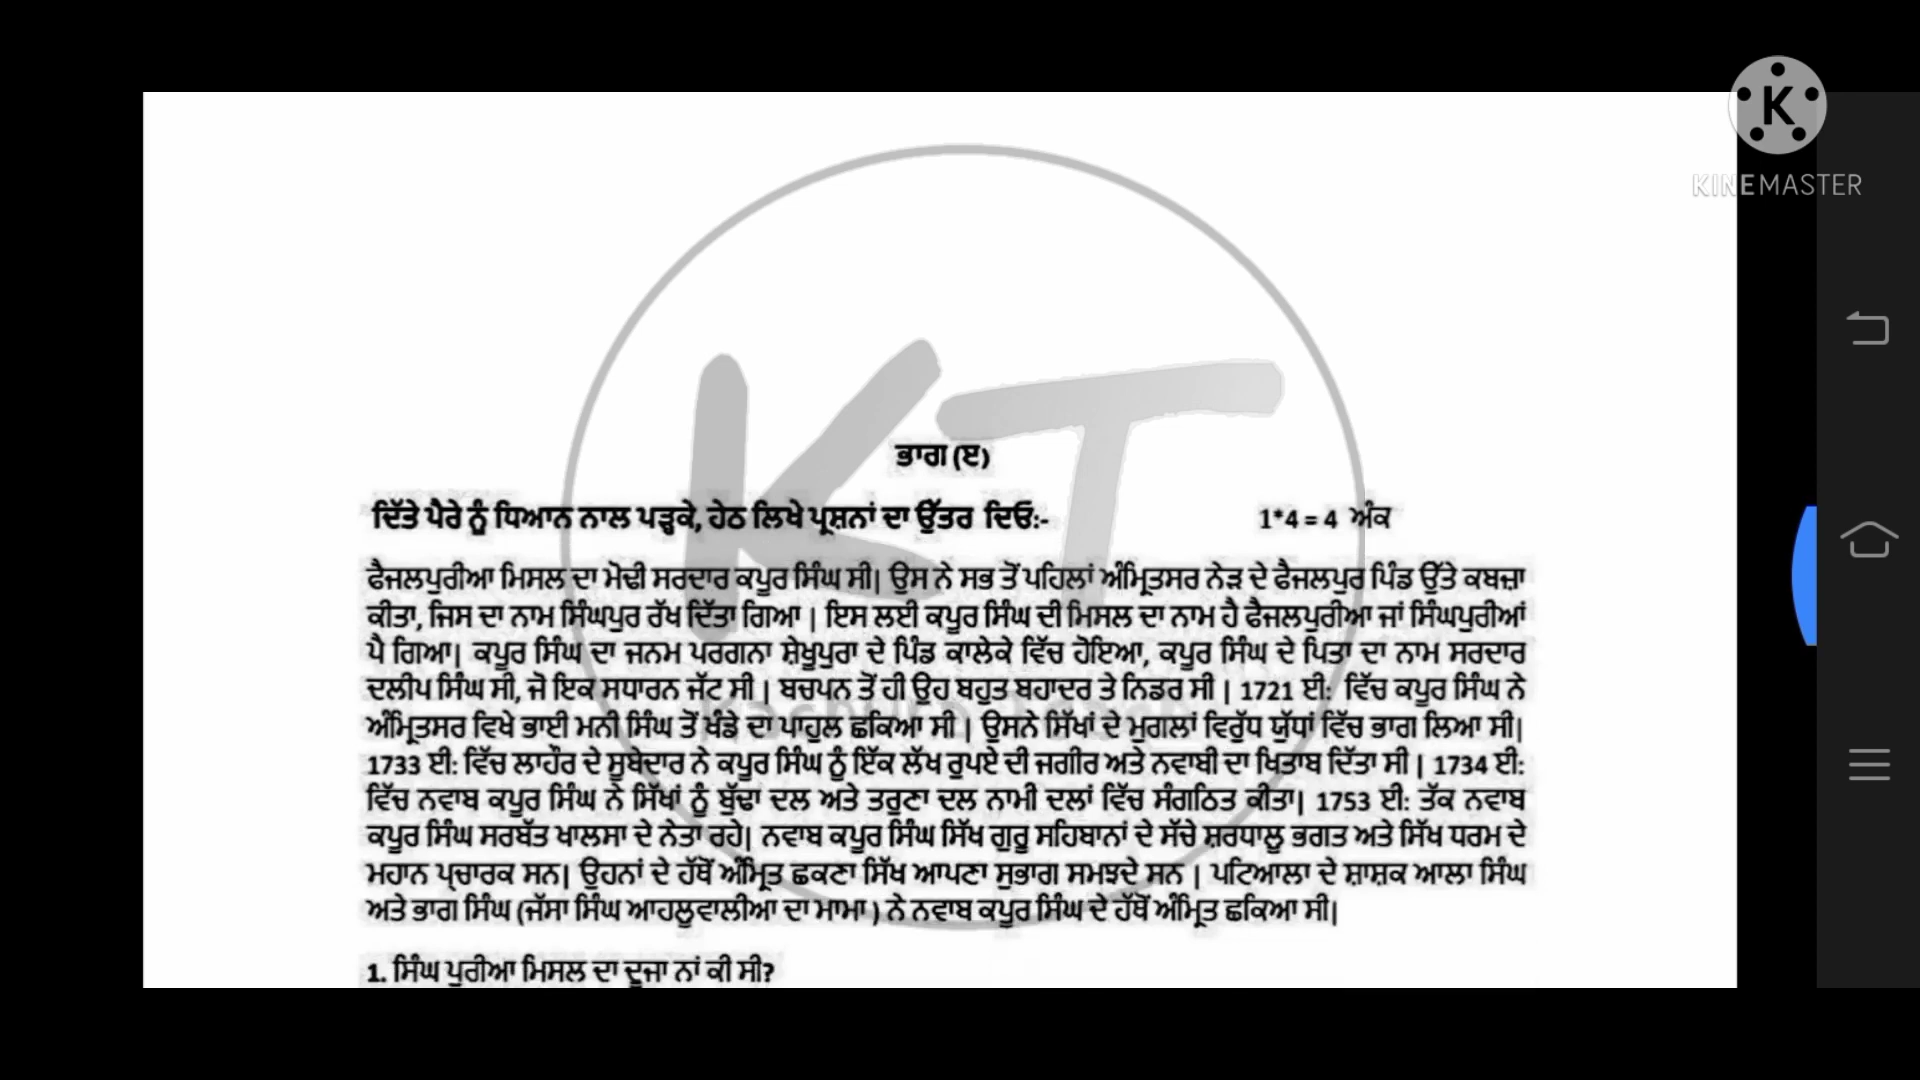 KINEMASTER
ਭਾਗ (ੲ)
ਦਿੱਤੇ ਪੈਰੇ ਨੂੰ ਧਿਆਨ ਨਾਲ ਪੜ੍ਹਕੇ, ਹੇਠ ਲਿਖੇ ਪ੍ਰਸ਼ਨਾਂ ਦਾ ਉੱਤਰ ਦਿਓ:- 1*4 = 4 ਅੰਕ
ਫੈਜਲਪੁਰੀਆ ਮਿਸਲ ਦਾ ਮੋਢੀ ਸਰਦਾਰ ਕਪੂਰ ਸਿੰਘ ਸੀ| ਉਸ ਨੇ ਸਭ ਤੋਂ ਪਹਿਲਾਂ ਅੰਮ੍ਰਿਤਸਰ ਨੇੜ ਦੇ ਫੈਜਲਪੁਰ ਪਿੰਡ ਉੱਤੇ ਕਬਜ਼ਾ
ਕੀਤਾ, ਜਿਸ ਦਾ ਨਾਮ ਸਿੰਘਪੁਰ ਰੱਖ ਦਿੱਤਾ ਗਿਆ | ਇਸ ਲਈ ਕਪੂਰ ਸਿੰਘ ਦੀ ਮਿਸਲ ਦਾ ਨਾਮ ਹੈ ਫੈਜਲਪੁਰੀਆ ਜਾਂ ਸਿੰਘਪੁਰੀਆਂ
ਪੈ ਗਿਆ| ਕਪੂਰ ਸਿੰਘ ਦਾ ਜਨਮ ਪਰਗਨਾ ਸ਼ੇਖੂਪੁਰਾ ਦੇ ਪਿੰਡ ਕਾਲੇਕੇ ਵਿੱਚ ਹੋਇਆ, ਕਪੂਰ ਸਿੰਘ ਦੇ ਪਿਤਾ ਦਾ ਨਾਮ ਸਰਦਾਰ
ਦਲੀਪ ਸਿੰਘ ਸੀ, ਜੋ ਇਕ ਸਧਾਰਨ ਜੱਟ ਸੀ | ਬਚਪਨ ਤੋਂ ਹੀ ਉਹ ਬਹੁਤ ਬਹਾਦਰ ਤੇ ਨਿਡਰ ਸੀ | 1721 ਈ: ਵਿੱਚ ਕਪੂਰ ਸਿੰਘ ਨੇ
ਅੰਮ੍ਰਿਤਸਰ ਵਿਖੇ ਭਾਈ ਮਨੀ ਸਿੰਘ ਤੋਂ ਖੰਡੇ ਦਾ ਪਾਹੁਲ ਛਕਿਆ ਸੀ | ਉਸਨੇ ਸਿੱਖਾਂ ਦੇ ਮੁਗਲਾਂ ਵਿਰੁੱਧ ਯੁੱਧਾਂ ਵਿੱਚ ਭਾਗ ਲਿਆ ਸੀ|
1733 ਈ: ਵਿੱਚ ਲਾਹੌਰ ਦੇ ਸੂਬੇਦਾਰ ਨੇ ਕਪੂਰ ਸਿੰਘ ਨੂੰ ਇੱਕ ਲੱਖ ਰੁਪਏ ਦੀ ਜਗੀਰ ਅਤੇ ਨਵਾਬੀ ਦਾ ਖਿਤਾਬ ਦਿੱਤਾ ਸੀ | 1734 ਈ:
ਵਿੱਚ ਨਵਾਬ ਕਪੂਰ ਸਿੰਘ ਨੇ ਸਿੱਖਾਂ ਨੂੰ ਬੁੱਢਾ ਦਲ ਅਤੇ ਤਰੁਣਾ ਦਲ ਨਾਮੀ ਦਲਾਂ ਵਿੱਚ ਸੰਗਠਿਤ ਕੀਤਾ| 1753 ਈ: ਤੱਕ ਨਵਾਬ
ਕਪੂਰ ਸਿੰਘ ਸਰਬੱਤ ਖਾਲਸਾ ਦੇ ਨੇਤਾ ਰਹੇ| ਨਵਾਬ ਕਪੂਰ ਸਿੰਘ ਸਿੱਖ ਗੁਰੂ ਸਹਿਬਾਨਾਂ ਦੇ ਸੱਚੇ ਸ਼ਰਧਾਲੂ ਭਗਤ ਅਤੇ ਸਿੱਖ ਧਰਮ ਦੇ
ਮਹਾਨ ਪ੍ਰਚਾਰਕ ਸਨ| ਉਹਨਾਂ ਦੇ ਹੱਥੋਂ ਅੰਮ੍ਰਿਤ ਛਕਣਾ ਸਿੱਖ ਆਪਣਾ ਸੁਭਾਗ ਸਮਝਦੇ ਸਨ | ਪਟਿਆਲਾ ਦੇ ਸ਼ਾਸ਼ਕ ਆਲਾ ਸਿੰਘ
ਅਤੇ ਭਾਗ ਸਿੰਘ (ਜੱਸਾ ਸਿੰਘ ਆਹਲੂਵਾਲੀਆ ਦਾ ਮਾਮਾ ) ਨੇ ਨਵਾਬ ਕਪੂਰ ਸਿੰਘ ਦੇ ਹੱਥੋਂ ਅੰਮ੍ਰਿਤ ਛਕਿਆ ਸੀ|
1. ਸਿੰਘ ਪੁਰੀਆ ਮਿਸਲ ਦਾ ਦੂਜਾ ਨਾਂ ਕੀ ਸੀ?
KT